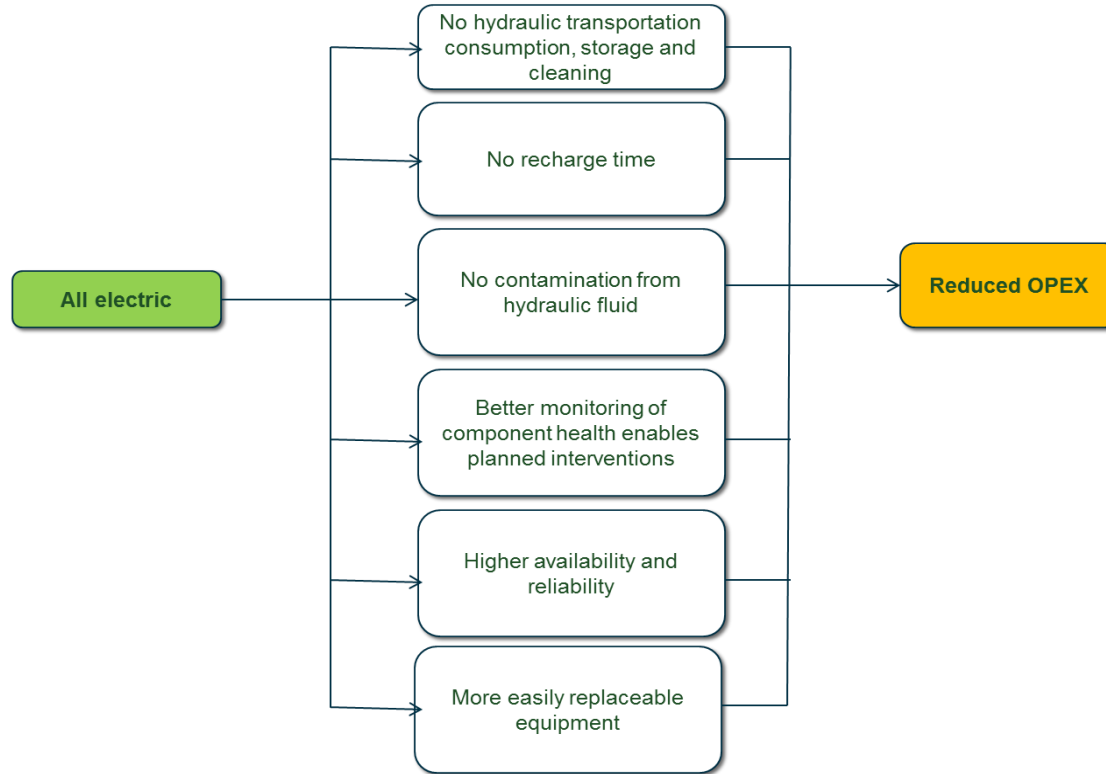 No hydraulic transportation
consumption, storage and
cleaning
No recharge time
All electric
No contamination from
hydraulic fluid
Reduced OPEX
Better monitoring of
component health enables
planned interventions
Higher availability and
reliability
More easily replaceable
equipment